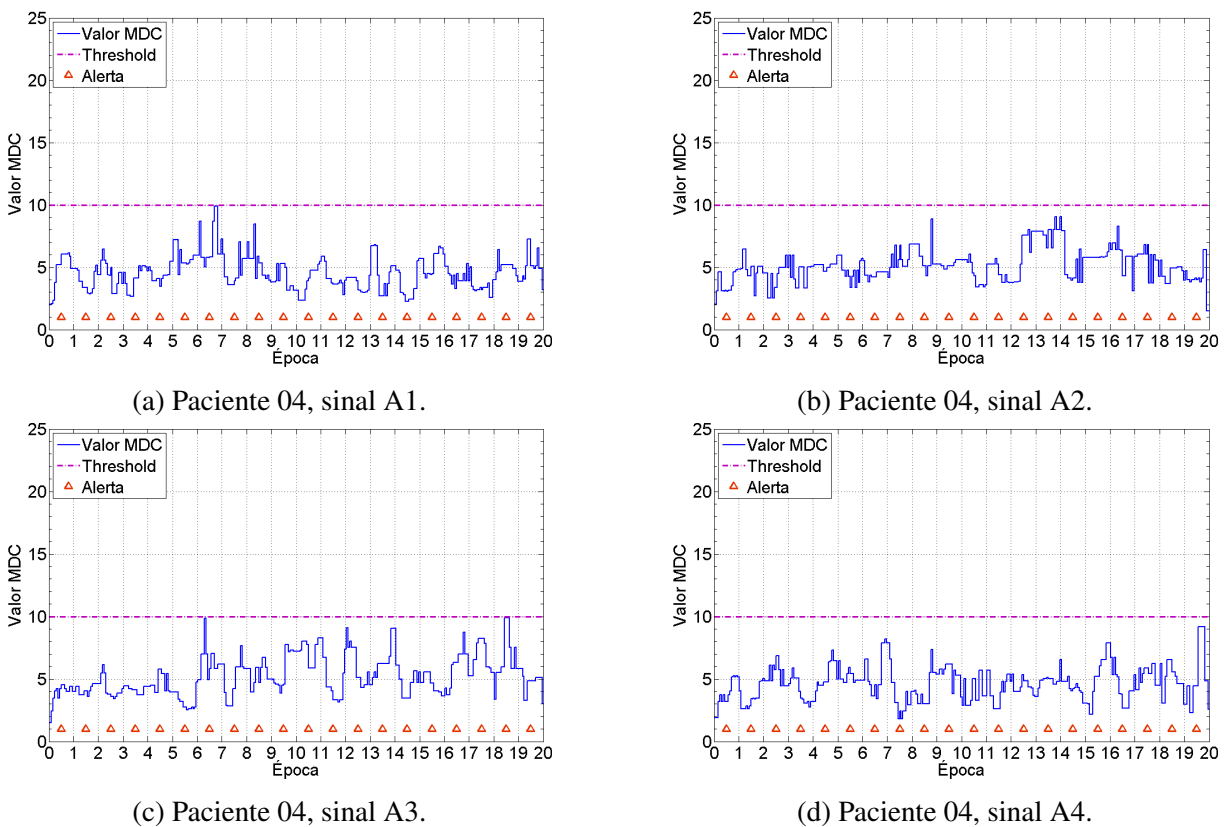 25
20
15
10
5
0
Valor MDC
Valor MDC
Threshold
Alerta
0 1 2 3 4 5 6 7 8 9 10 11 12 13 14 15 16 17 18 19 20
Época
(a) Paciente 04, sinal A1.
25
20
15
10
5
0
Valor MDC
Valor MDC
Threshold
Alerta
0 1 2 3 4 5 6 7 8 9 10 11 12 13 14 15 16 17 18 19 20
Época
(b) Paciente 04, sinal A2.
25
20
15
10
5
0
Valor MDC
Valor MDC
Threshold
Alerta
0 1 2 3 4 5 6 7 8 9 10 11 12 13 14 15 16 17 18 19 20
Época
(c) Paciente 04, sinal A3.
25
20
15
10
5
0
Valor MDC
Valor MDC
Threshold
Alerta
0 1 2 3 4 5 6 7 8 9 10 11 12 13 14 15 16 17 18 19 20
Época
(d) Paciente 04, sinal A4.